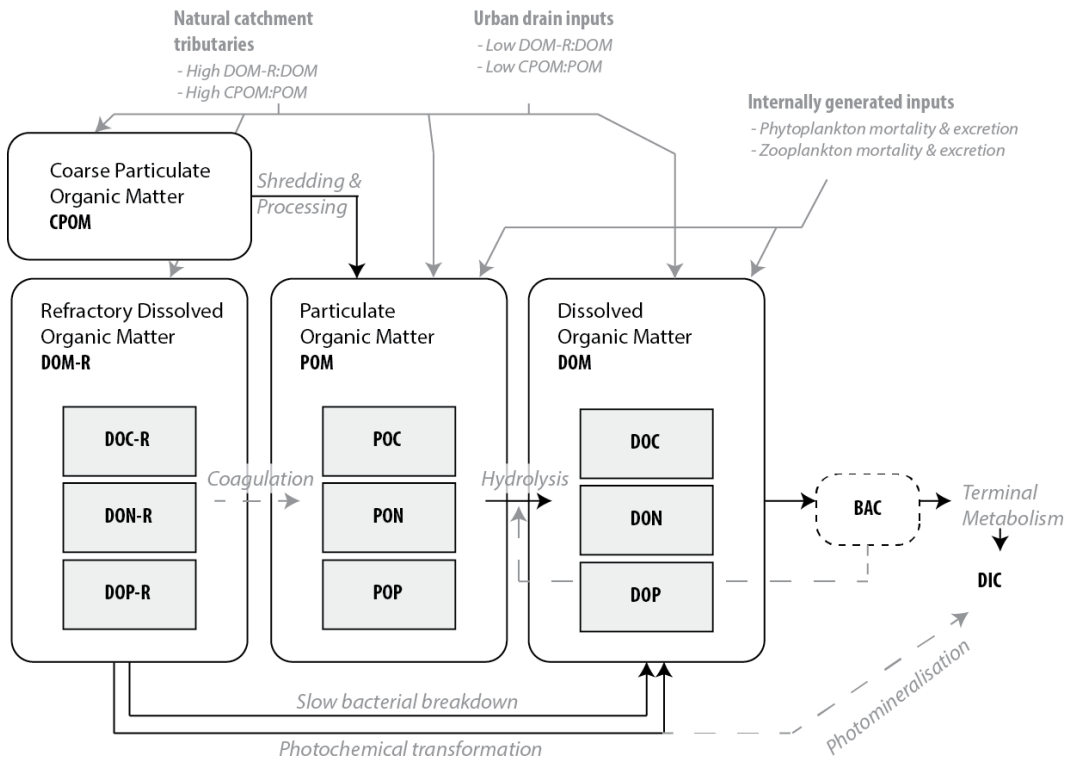 Natural catchment
tributaries
- High DOM-R:DOM
- High CPOM:POM
Urban drain inputs
- Low DOM-R:DOM
- Low CPOM:POM
Internally generated inputs
- Phytoplankton mortality & excretion
- Zooplankton mortality & excretion
Coarse Particulate
Organic Matter
CPOM
Shredding &
Processing
Refractory Dissolved
Organic Matter
DOM-R
DOC-R
DON-R
DOP-R
Coagulation
Particulate
Organic Matter
POM
POC
PON
POP
Hydrolysis
Dissolved
Organic Matter
DOM
DOC
DON
DOP
BAC
Terminal
Metabolism
DIC
Slow bacterial breakdown
Photochemical transformation
Photomineralisation